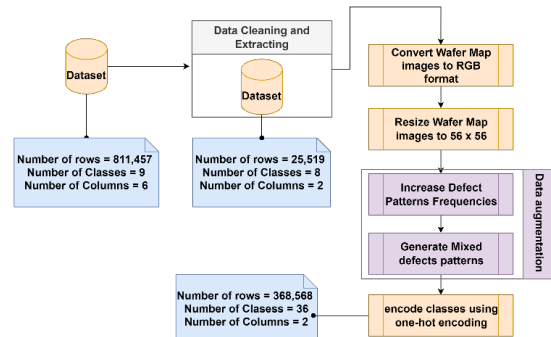 Data Cleaning and
Extracting
Dataset
Dataset
Number of rows = 811,457
Number of Classes = 9
Number of Columns = 6
Number of rows = 25,519
Number of Classes = 8
Number of Columns = 2
Convert Wafer Map
images to RGB
format
Resize Wafer Map
images to 56 x 56
Increase Defect
Patterns Frequencies
Generate Mixed
defects patterns
Data augmentation
encode classes using
one-hot encoding
Number of rows = 368,568
Number of Clasess = 36
Number of Columns = 2